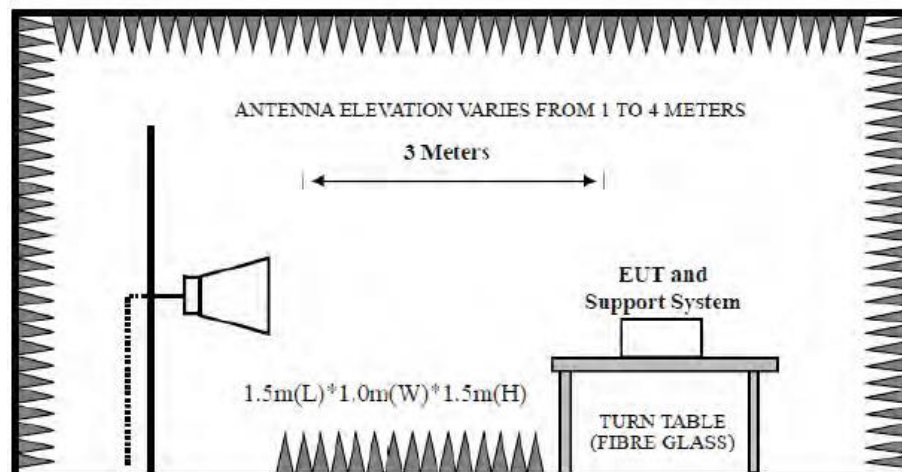 ANTENNA ELEVATION VARIES FROM 1 TO 4 METERS
3 Meters
EUT and
Support System
1.5m(L)*1.0m(W)*1.5m(H)
TURN TABLE
(FIBRE GLASS)